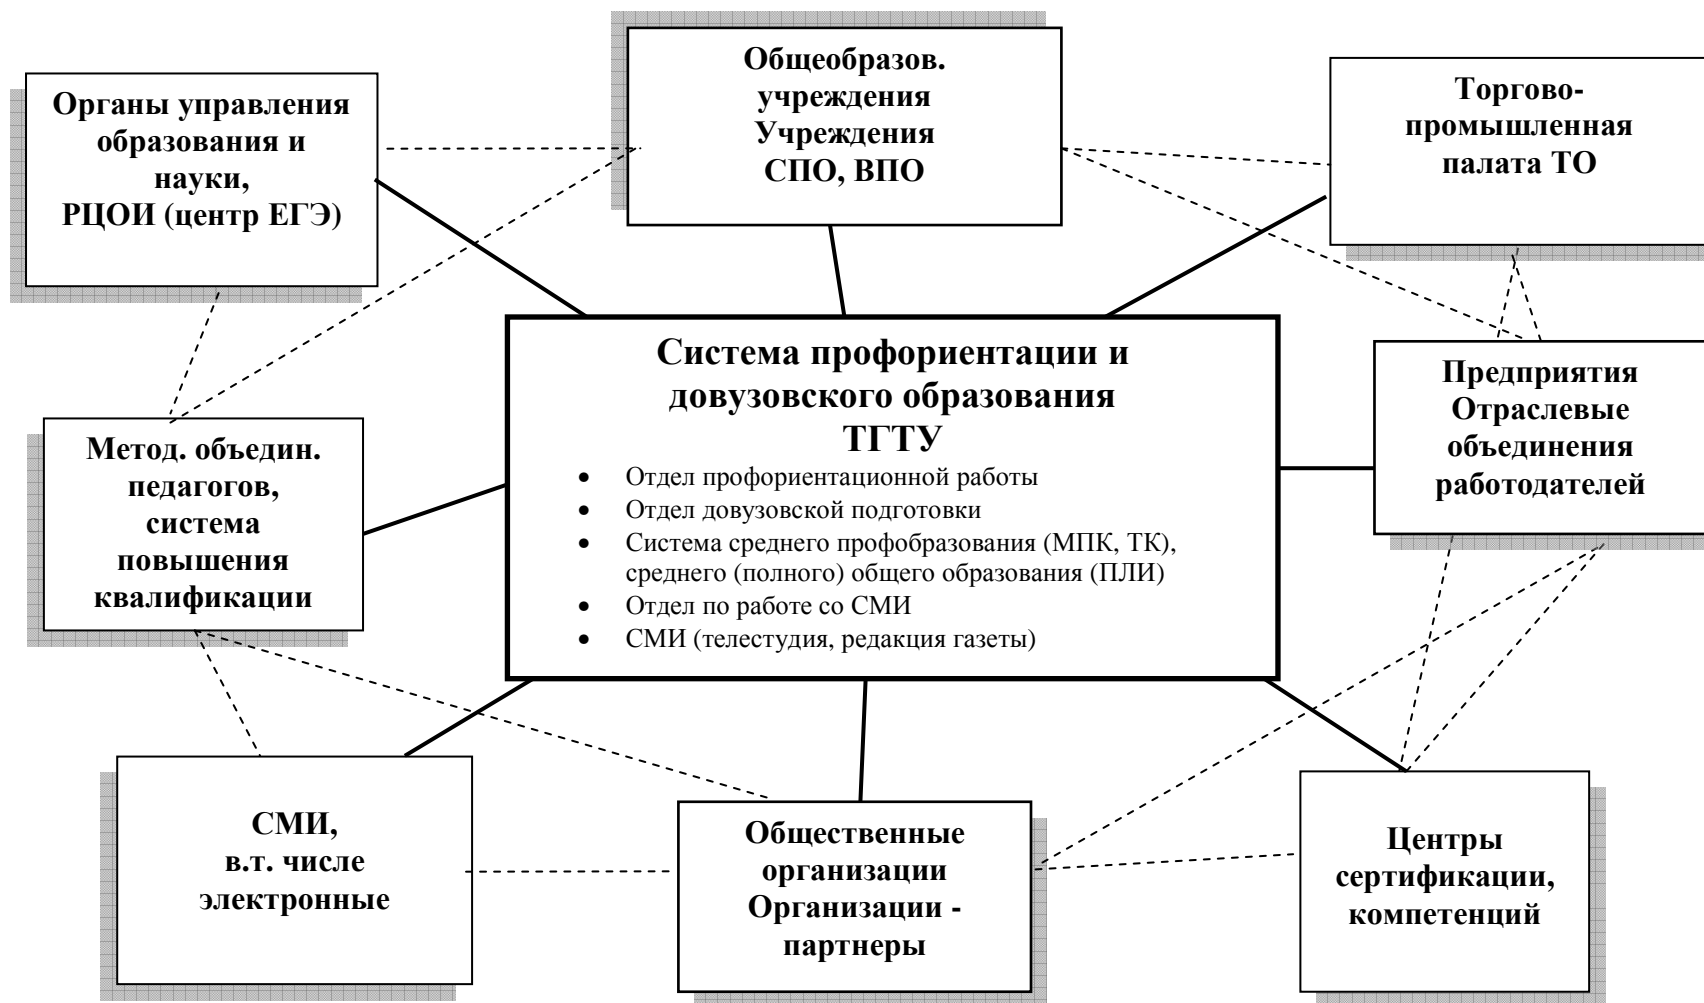 Органы управления
образования и
науки,
РЦОИ (центр ЕГЭ)
Общеобразов.
учреждения
Учреждения
СПО, ВПО
Торгово-
промышленная
палата ТО
Система профориентации и
довузовского образования
ТГТУ
• Отдел профориентационной работы
• Отдел довузовской подготовки
• Система среднего профобразования (МПК, ТК),
среднего (полного) общего образования (ПЛИ)
• Отдел по работе со СМИ
• СМИ (телестудия, редакция газеты)
Предприятия
Отраслевые
объединения
работодателей
Метод. объедин.
педагогов,
система
повышения
квалификации
СМИ,
в.т. числе
электронные
Общественные
организации
Организации -
партнеры
Центры
сертификации,
компетенций